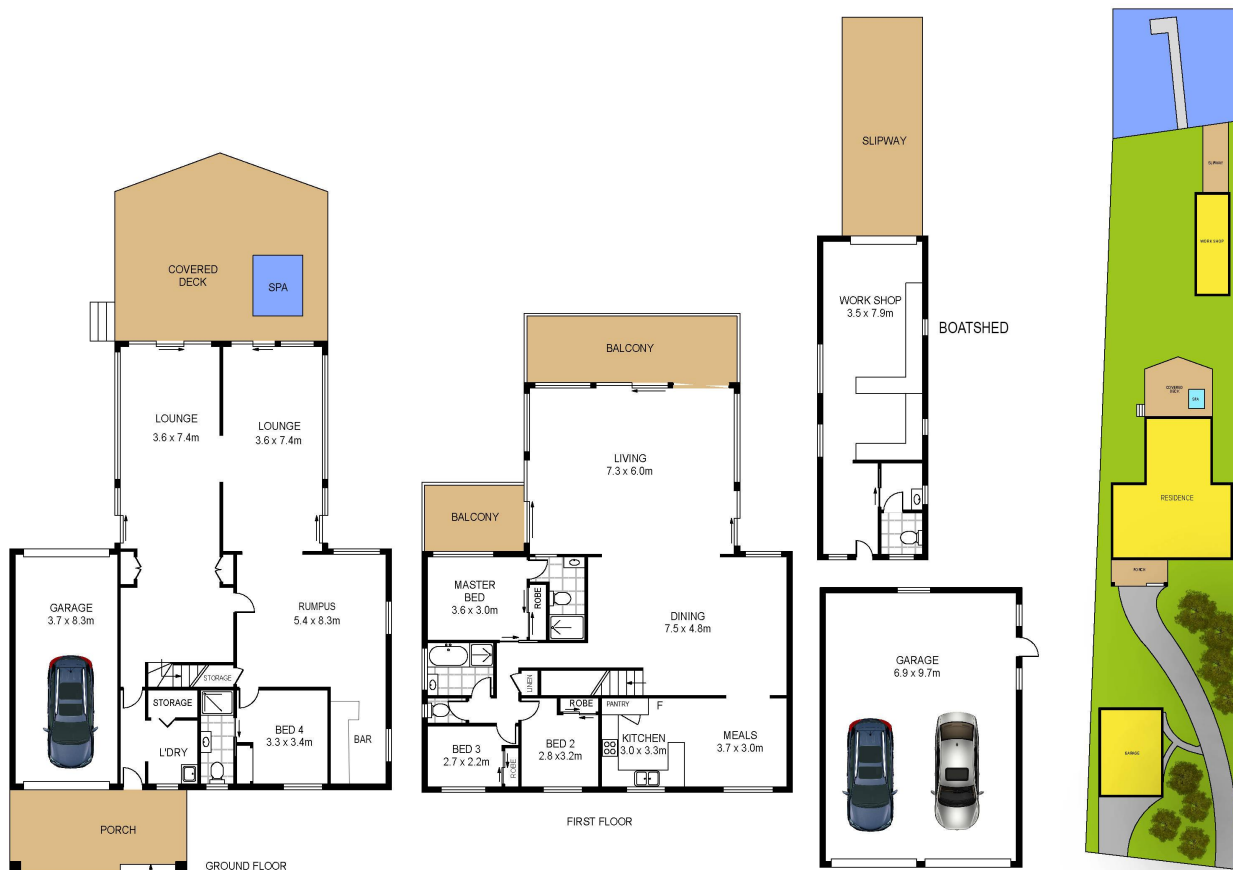 COVERED
DECK
SPA
LOUNGE
3.6 x 7.4m
LOUNGE
3.6 x 7.4m
GARAGE
3.7 x 8.3m
RUMPUS
5.4 x 8.3m
STORAGE
STORAGE
L'DRY
BED 4
3.3 x 3.4m
BAR
PORCH
GROUND FLOOR
BALCONY
LIVING
7.3 x 6.0m
BALCONY
MASTER
BED
3.6 x 3.0m
ROBE
DINING
7.5 x 4.8m
LINEN
ROBE
PANTRY
F
KITCHEN
3.0 x 3.3m
MEALS
3.7 x 3.0m
BED 3
2.7 x 2.2m
ROBE
BED 2
2.8 x3.2m
FIRST FLOOR
SLIPWAY
WORK SHOP
3.5 x 7.9m
BOATSHED
GARAGE
6.9 x 9.7m
SLIPWAY
WORK SHOP
COVERED
DECK
SPA
RESIDENCE
PORCH
GARAGE